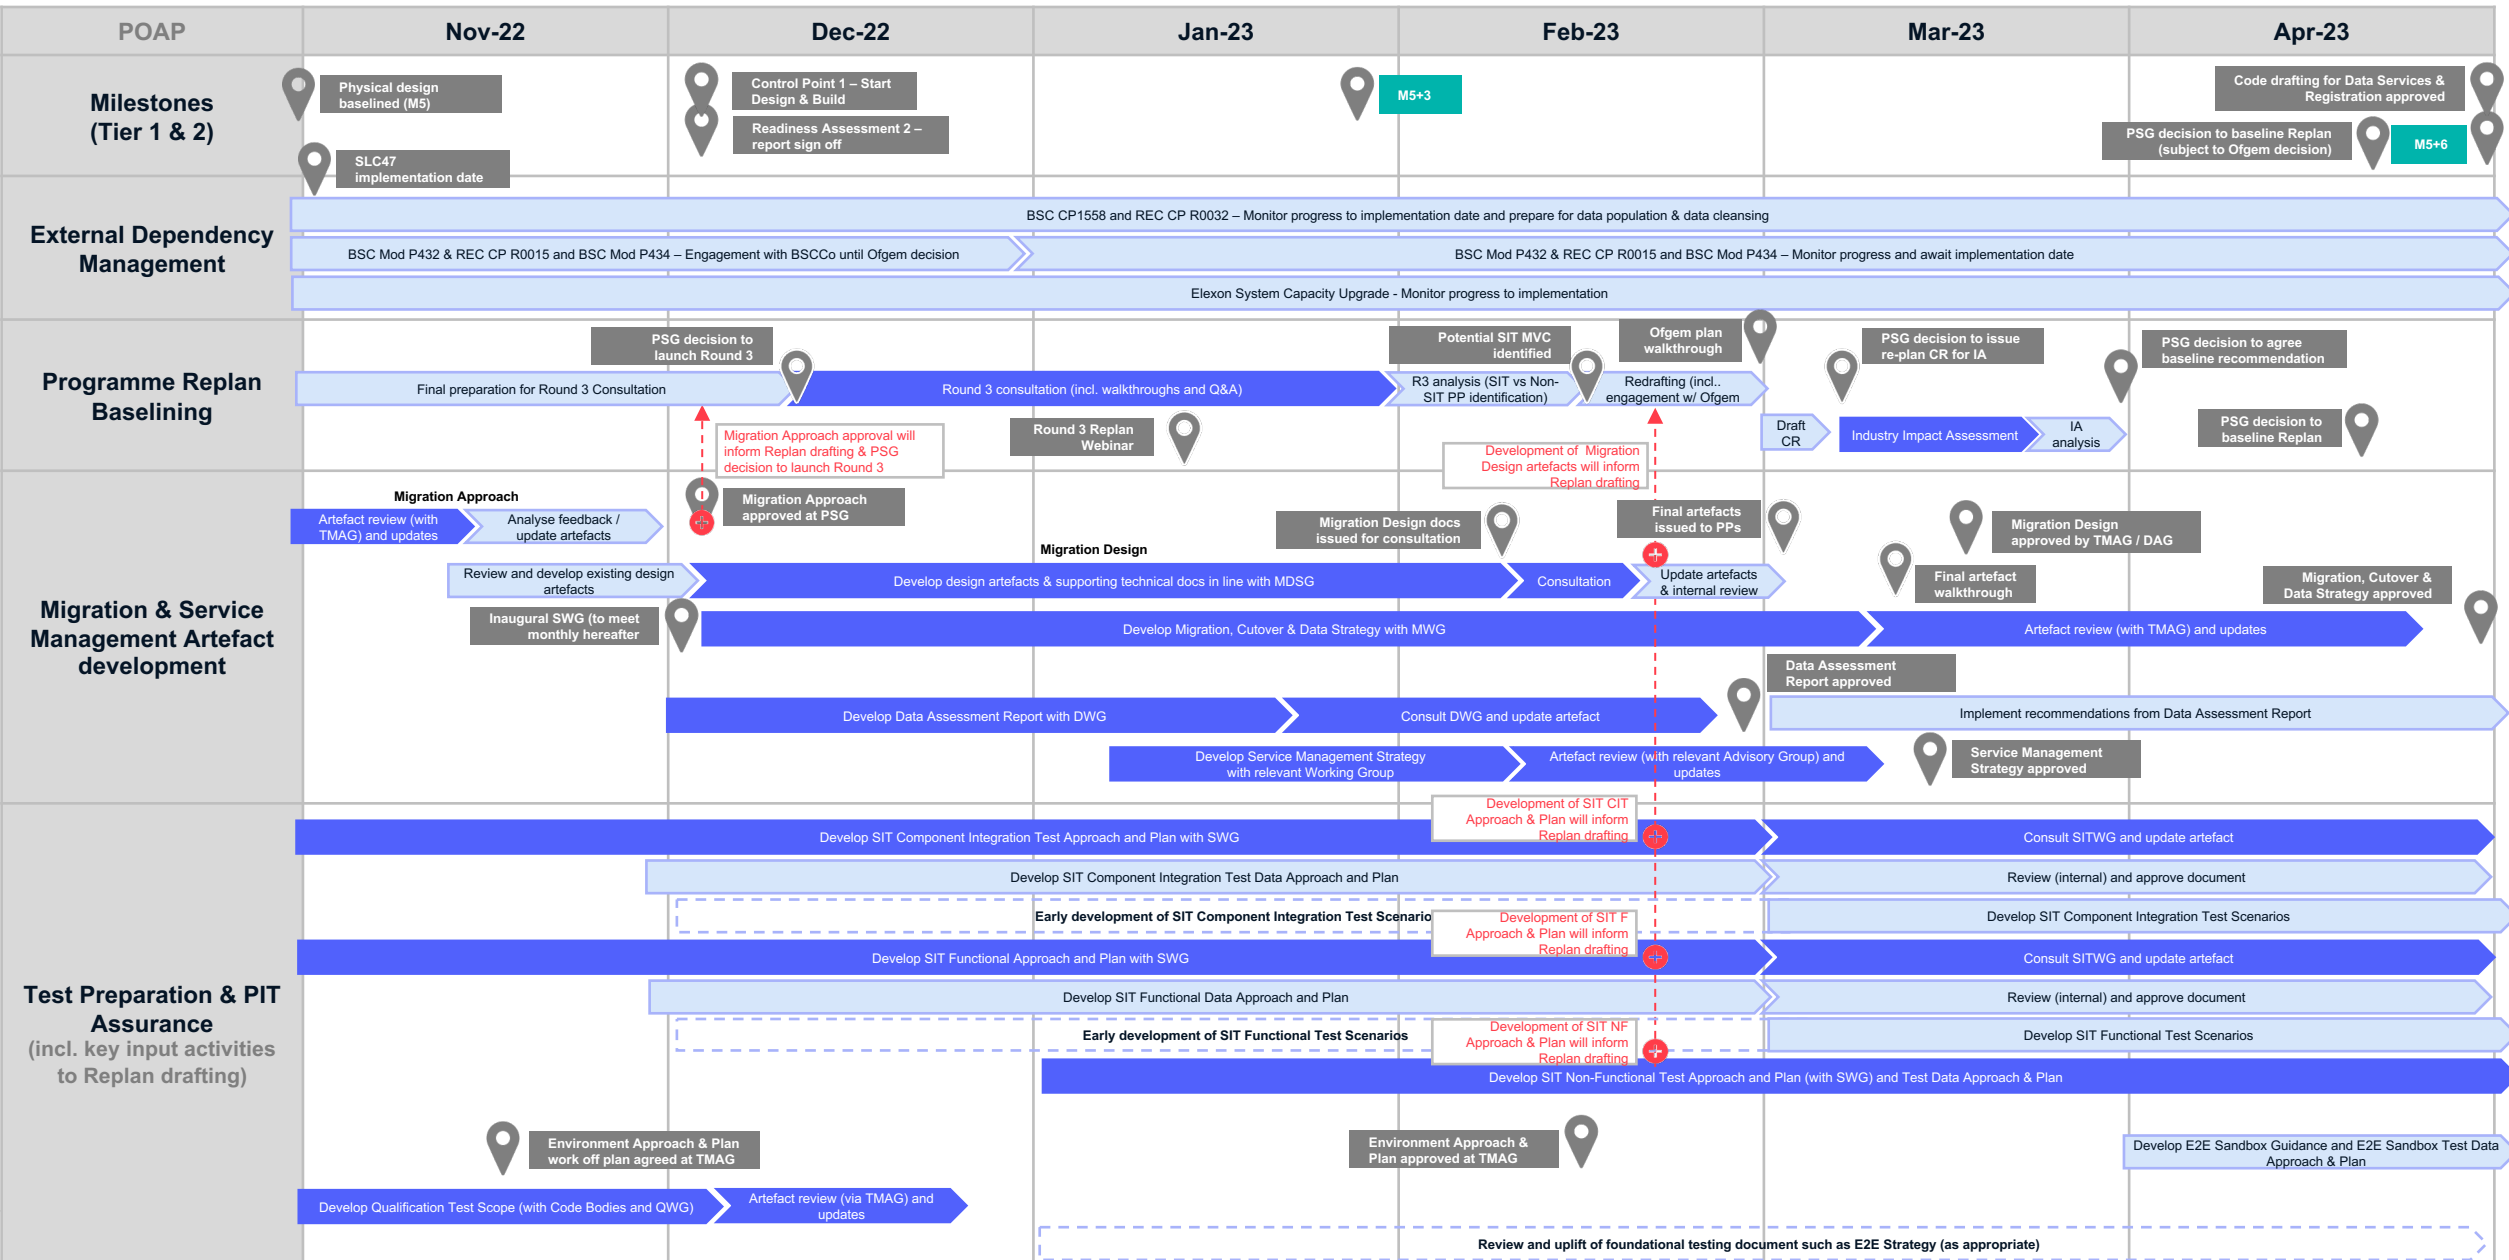 POAP
Nov-22
Dec-22
Jan-23
Feb-23
Mar-23
Apr-23
Milestones
(Tier 1 & 2)
Physical design
baselined (M5)
SLC47
implementation date
Control Point 1 – Start
Design & Build
Readiness Assessment 2 –
report sign off
M5+3
Code drafting for Data Services &
Registration approved
PSG decision to baseline Replan
(subject to Ofgem decision)
M5+6
External Dependency
Management
BSC CP1558 and REC CP R0032 – Monitor progress to implementation date and prepare for data population & data cleansing
BSC Mod P432 & REC CP R0015 and BSC Mod P434 – Engagement with BSCCo until Ofgem decision
BSC Mod P432 & REC CP R0015 and BSC Mod P434 – Monitor progress and await implementation date
Elexon System Capacity Upgrade - Monitor progress to implementation
Programme Replan
Baselining
PSG decision to
launch Round 3
Potential SIT MVC
identified
Ofgem plan
walkthrough
PSG decision to issue
re-plan CR for IA
PSG decision to agree
baseline recommendation
Final preparation for Round 3 Consultation
Round 3 consultation (incl. walkthroughs and Q&A)
R3 analysis (SIT vs Non-
SIT PP identification)
Redrafting (incl..
engagement w/ Ofgem
Migration Approach approval will
inform Replan drafting & PSG
decision to launch Round 3
Round 3 Replan
Webinar
Development of  Migration
Design artefacts will inform
Replan drafting
Draft
CR
Industry Impact Assessment
IA
analysis
PSG decision to
baseline Replan
Migration & Service
Management Artefact
development
Migration Approach
Artefact review (with
TMAG) and updates
Analyse feedback /
update artefacts
Migration Approach
approved at PSG
Migration Design
Migration Design docs
issued for consultation
Final artefacts
issued to PPs
Migration Design
approved by TMAG / DAG
Review and develop existing design
artefacts
Develop design artefacts & supporting technical docs in line with MDSG
Consultation
Update artefacts
& internal review
Final artefact
walkthrough
Migration, Cutover &
Data Strategy approved
Inaugural SWG (to meet
monthly hereafter
Develop Migration, Cutover & Data Strategy with MWG
Artefact review (with TMAG) and updates
Data Assessment
Report approved
Develop Data Assessment Report with DWG
Consult DWG and update artefact
Implement recommendations from Data Assessment Report
Develop Service Management Strategy
with relevant Working Group
Artefact review (with relevant Advisory Group) and
updates
Service Management
Strategy approved
Test Preparation & PIT
Assurance
(incl. key input activities
to Replan drafting)
Development of SIT CIT
Approach & Plan will inform
Replan drafting
Develop SIT Component Integration Test Approach and Plan with SWG
Consult SITWG and update artefact
Develop SIT Component Integration Test Data Approach and Plan
Review (internal) and approve document
Early development of SIT Component Integration Test Scenario
Develop SIT Component Integration Test Scenarios
Development of SIT F
Approach & Plan will inform
Replan drafting
Develop SIT Functional Approach and Plan with SWG
Consult SITWG and update artefact
Develop SIT Functional Data Approach and Plan
Review (internal) and approve document
Early development of SIT Functional Test Scenarios
Develop SIT Functional Test Scenarios
Development of SIT NF
Approach & Plan will inform
Replan drafting
Develop SIT Non-Functional Test Approach and Plan (with SWG) and Test Data Approach & Plan
Environment Approach & Plan
work off plan agreed at TMAG
Environment Approach &
Plan approved at TMAG
Develop E2E Sandbox Guidance and E2E Sandbox Test Data
Approach & Plan
Develop Qualification Test Scope (with Code Bodies and QWG)
Artefact review (via TMAG) and
updates
Review and uplift of foundational testing document such as E2E Strategy (as appropriate)